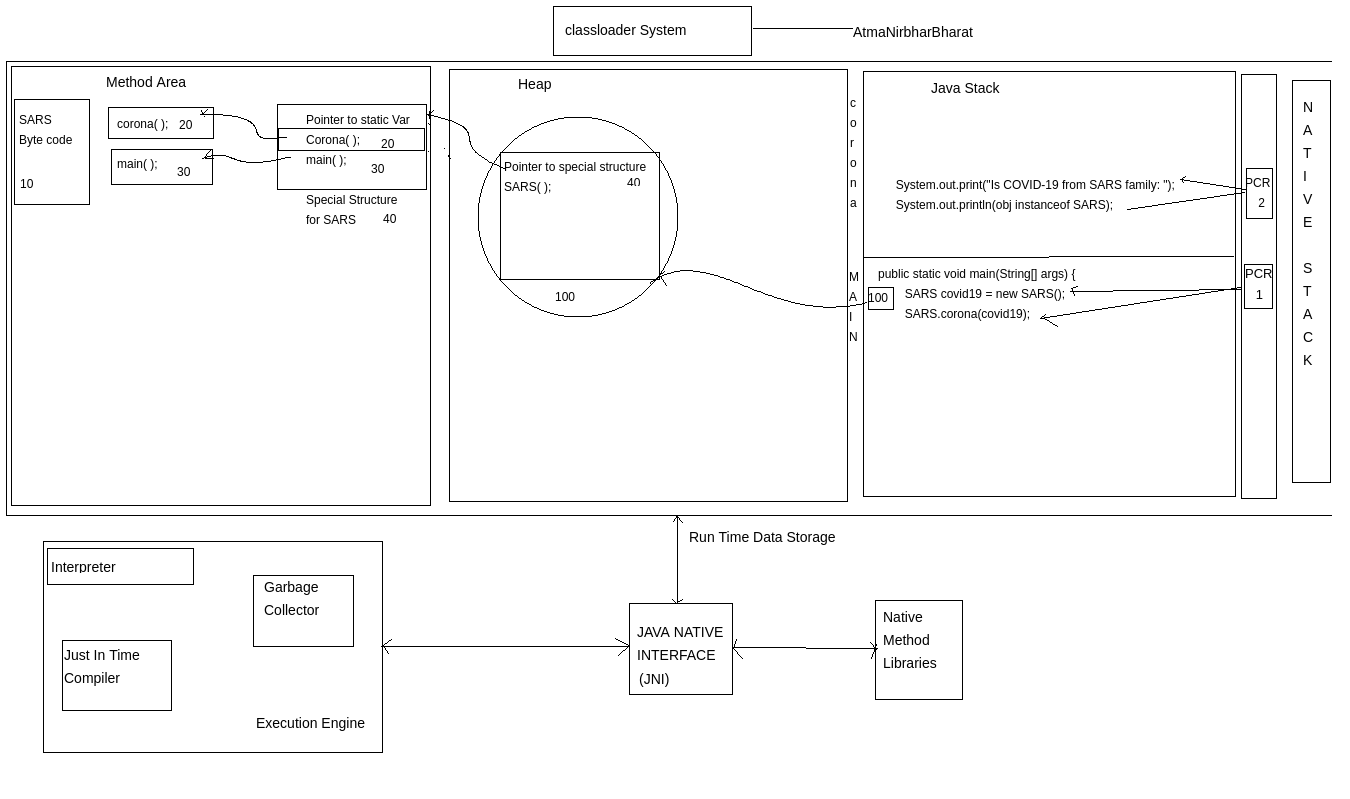 classloader System
AtmaNirbharBharat
Method Area
SARS
Byte code
10
corona( ); 20
main( ); 30
Pointer to static Var
Corona( ); 20
main( ); 30
Special Structure
for SARS 40
Heap
Pointer to special structure
SARS( ); 40
100
c
o
r
o
n
a
M
A
I
N
Java Stack
System.out.print("Is COVID-19 from SARS family: ");
System.out.println(obj instanceof SARS);
public static void main(String[] args) {
100 SARS covid19 = new SARS();
SARS.corona(covid19);
PCR
2
PCR
1
N
A
T
I
V
E
S
T
A
C
K
Run Time Data Storage
Interpreter
Garbage
Collector
Just In Time
Compiler
Execution Engine
JAVA NATIVE
INTERFACE
(JNI)
Native
Method
Libraries